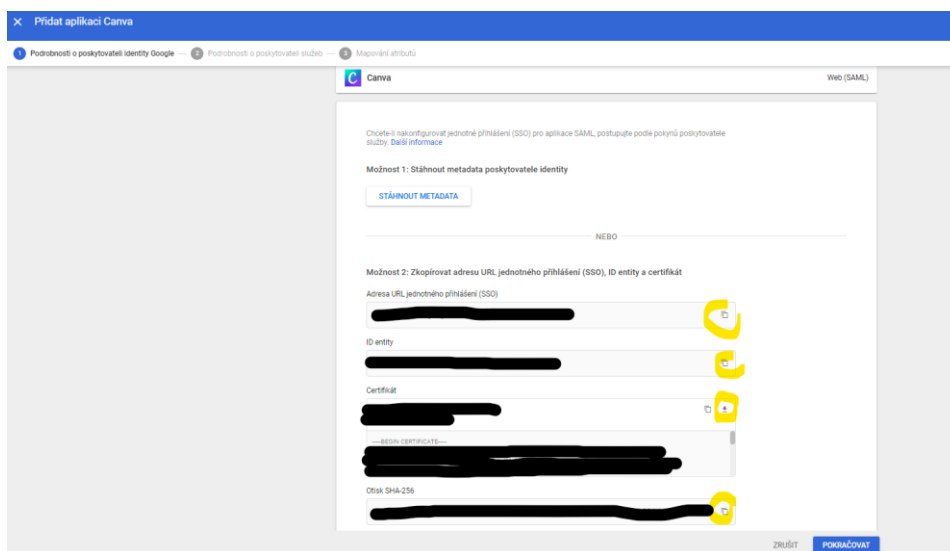 Přidat aplikaci Canva
1 Podrobnosti o poskytovateli identity Google — 2 Podrobnosti o poskytovateli služeb — 3 Mapování atributů
Canva
Web (SAML)
Chcete-li nakonfigurovat jednotné přihlášení (SSO) pro aplikace SAML, postupujte podle pokynů poskytovatele
služby. Další informace
Možnost 1: Stáhnout metadata poskytovatele identity
STÁHNOUT METADATA
NEBO
Možnost 2: Zkopírovat adresu URL jednotného přihlášení (SSO), ID entity a certifikát
Adresa URL jednotného přihlášení (SSO)
ID entity
Certifikát
-----BEGIN CERTIFICATE-----
Otisk SHA-256
ZRUŠIT
POKRAČOVAT